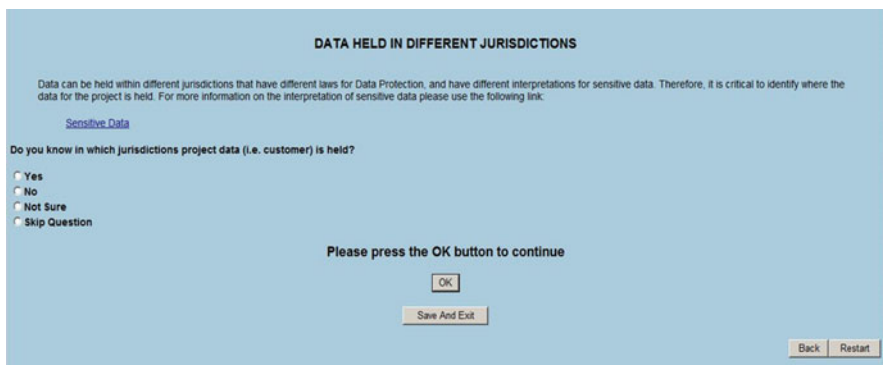 DATA HELD IN DIFFERENT JURISDICTIONS
Data can be held within different jurisdictions that have different laws for Data Protection, and have different interpretations for sensitive data. Therefore, it is critical to identify where the
data for the project is held. For more information on the interpretation of sensitive data please use the following link:
Sensitive Data
Do you know in which jurisdictions project data (i.e. customer) is held?
Yes
No
Not Sure
Skip Question
Please press the OK button to continue
OK
Save And Exit
Back Restart